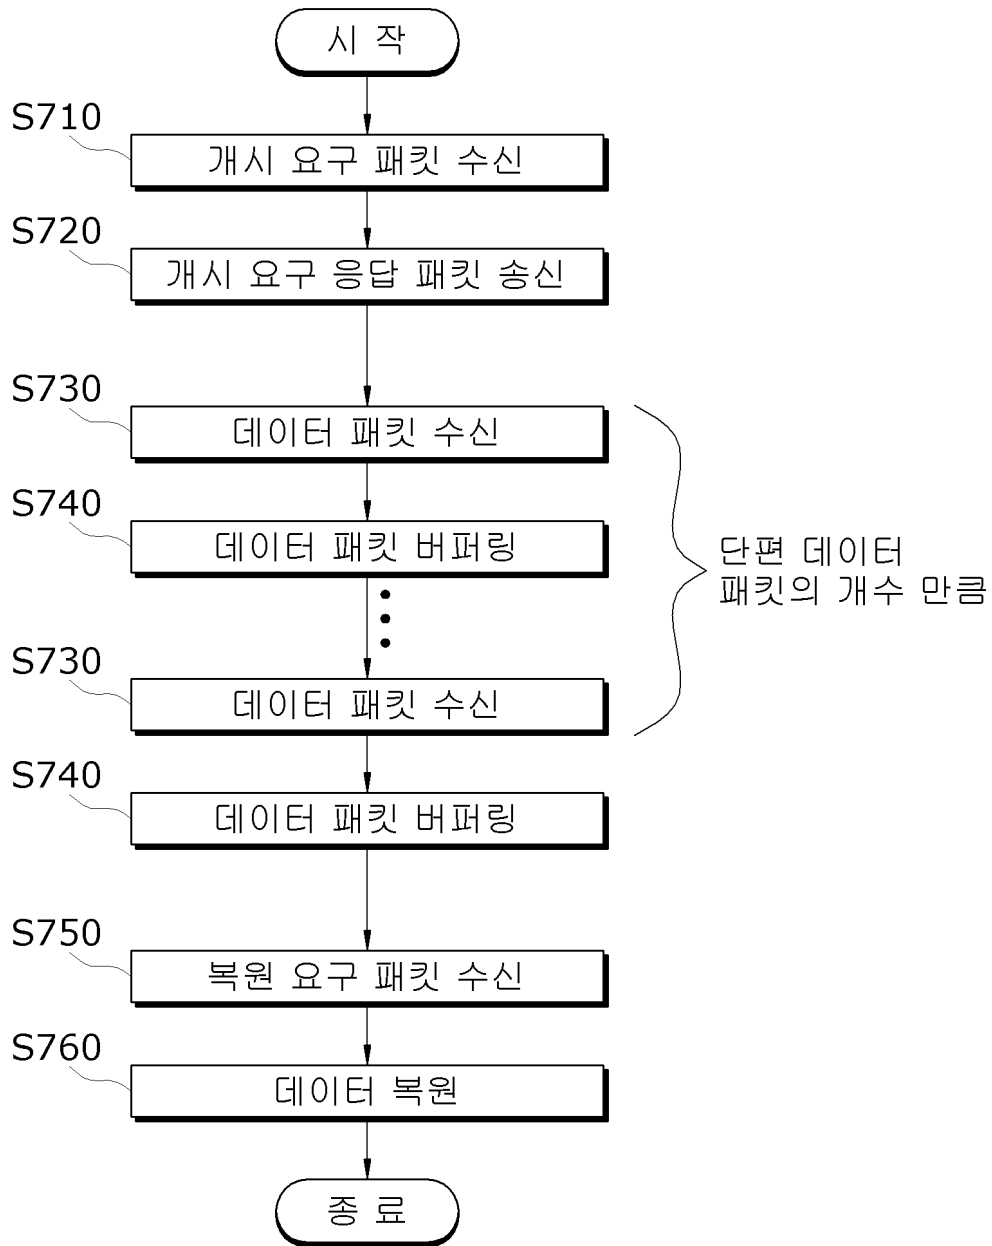 시 작
S710
개시 요구 패킷 수신
S720
개시 요구 응답 패킷 송신
S730
데이터 패킷 수신
S740
데이터 패킷 버퍼링
단편 데이터
패킷의 개수 만큼
S730
데이터 패킷 수신
S740
데이터 패킷 버퍼링
S750
복원 요구 패킷 수신
S760
데이터 복원
종 료